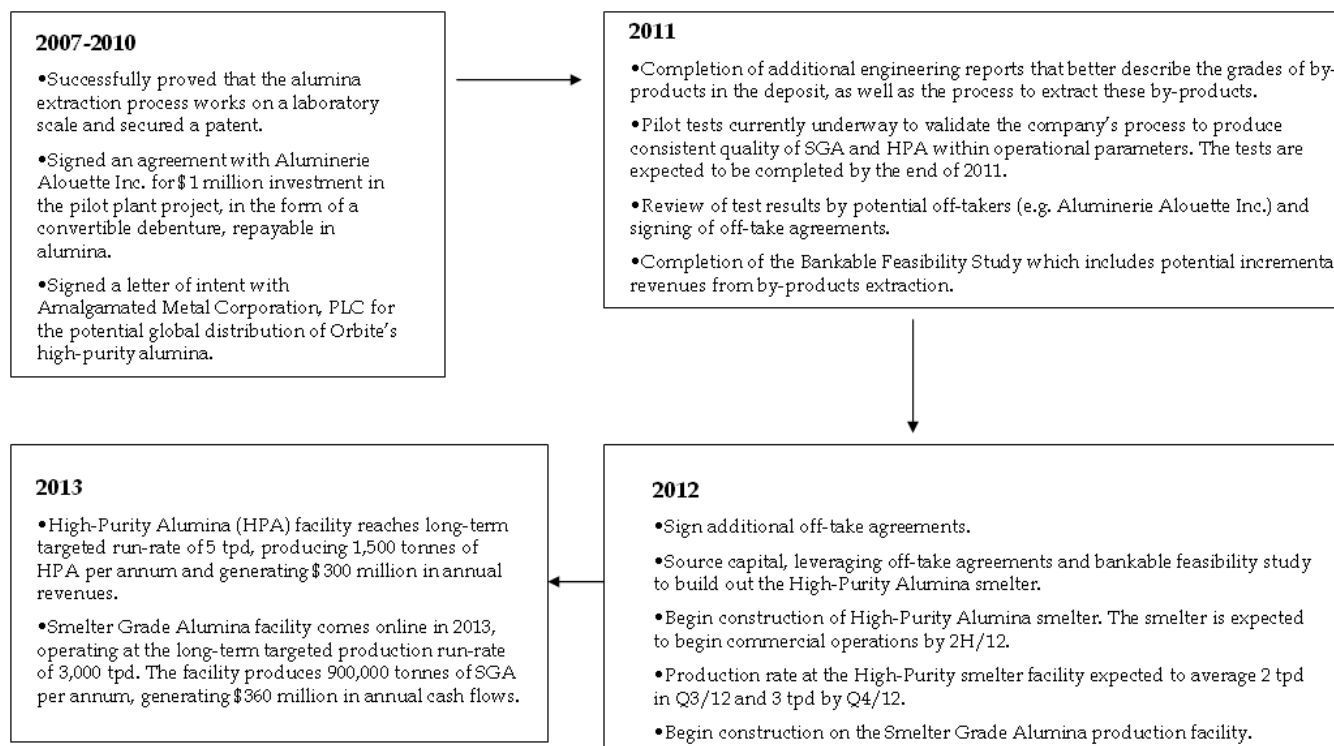 2007-2010
•Successfully proved that the alumina
extraction process works on a laboratory
scale and secured a patent.
•Signed an agreement with Aluminerie
Alouette Inc. for $1 million investment in
the pilot plant project, in the form of a
convertible debenture, repayable in
alumina.
•Signed a letter of intent with
Amalgamated Metal Corporation, PLC for
the potential global distribution of Orbite's
high-purity alumina.
2011
•Completion of additional engineering reports that better describe the grades of by-
products in the deposit, as well as the process to extract these by-products.
•Pilot tests currently underway to validate the company's process to produce
consistent quality of SGA and HPA within operational parameters. The tests are
expected to be completed by the end of 2011.
•Review of test results by potential off-takers (e.g. Aluminerie Alouette Inc.) and
signing of off-take agreements.
•Completion of the Bankable Feasibility Study which includes potential incrementa
revenues from by-products extraction.
2012
•Sign additional off-take agreements.
•Source capital, leveraging off-take agreements and bankable feasibility study
to build out the High-Purity Alumina smelter.
•Begin construction of High-Purity Alumina smelter. The smelter is expected
to begin commercial operations by 2H/12.
•Production rate at the High-Purity smelter facility expected to average 2 tpd
in Q3/12 and 3 tpd by Q4/12.
•Begin construction on the Smelter Grade Alumina production facility.
2013
•High-Purity Alumina (HPA) facility reaches long-term
targeted run-rate of 5 tpd, producing 1,500 tonnes of
HPA per annum and generating $300 million in annual
revenues.
•Smelter Grade Alumina facility comes online in 2013,
operating at the long-term targeted production run-rate
of 3,000 tpd. The facility produces 900,000 tonnes of SGA
per annum, generating $360 million in annual cash flows.